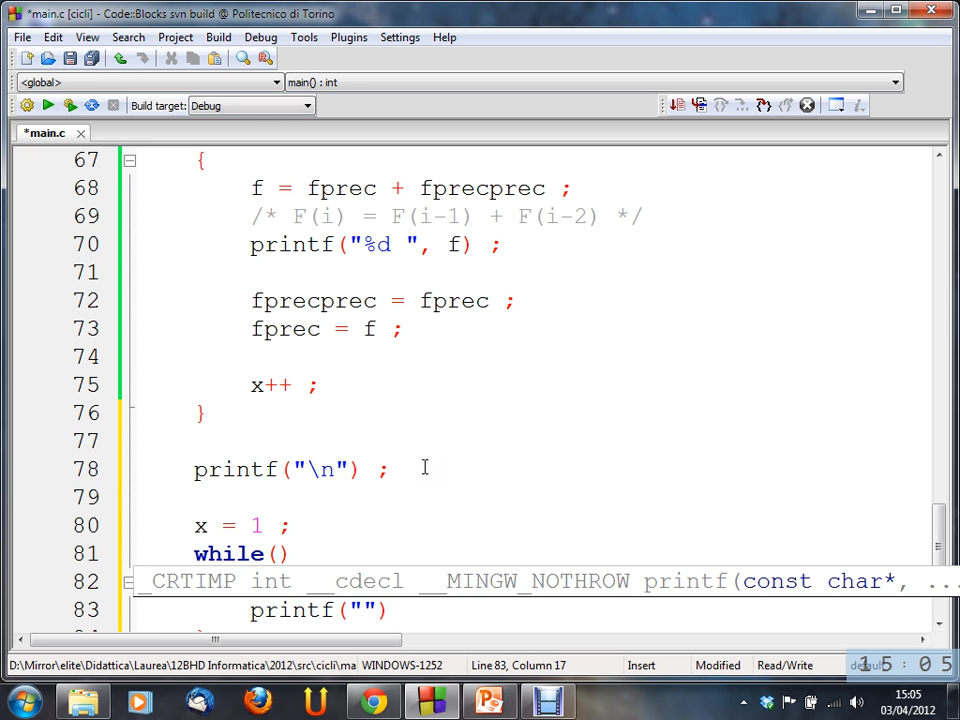 *main.c [cicli] - Code::Blocks svn build @ Politecnico di Torino
File Edit View Search Project Build Debug Tools Plugins Settings Help
<global> main() : int
Build target: Debug
*main.c
67 {
68 f = fprec + fprecprec ;
69 /* F(i) = F(i-1) + F(i-2) */
70 printf("%d ", f) ;
71
72 fprecprec = fprec ;
73 fprec = f ;
74
75 x++ ;
76 }
77
78 printf("\n") ;
79
80 x = 1 ;
81 while()
82 _CRTIMP int __cdecl __MINGW_NOTHROW printf(const char*, ...
83 printf("")
D:\Mirror\elite\Didattica\Laurea\12BHD Informatica\2012\src\cicli\ma WINDOWS-1252 Line 83, Column 17 Insert Modified Read/Write default
15:05
15:05
03/04/2012